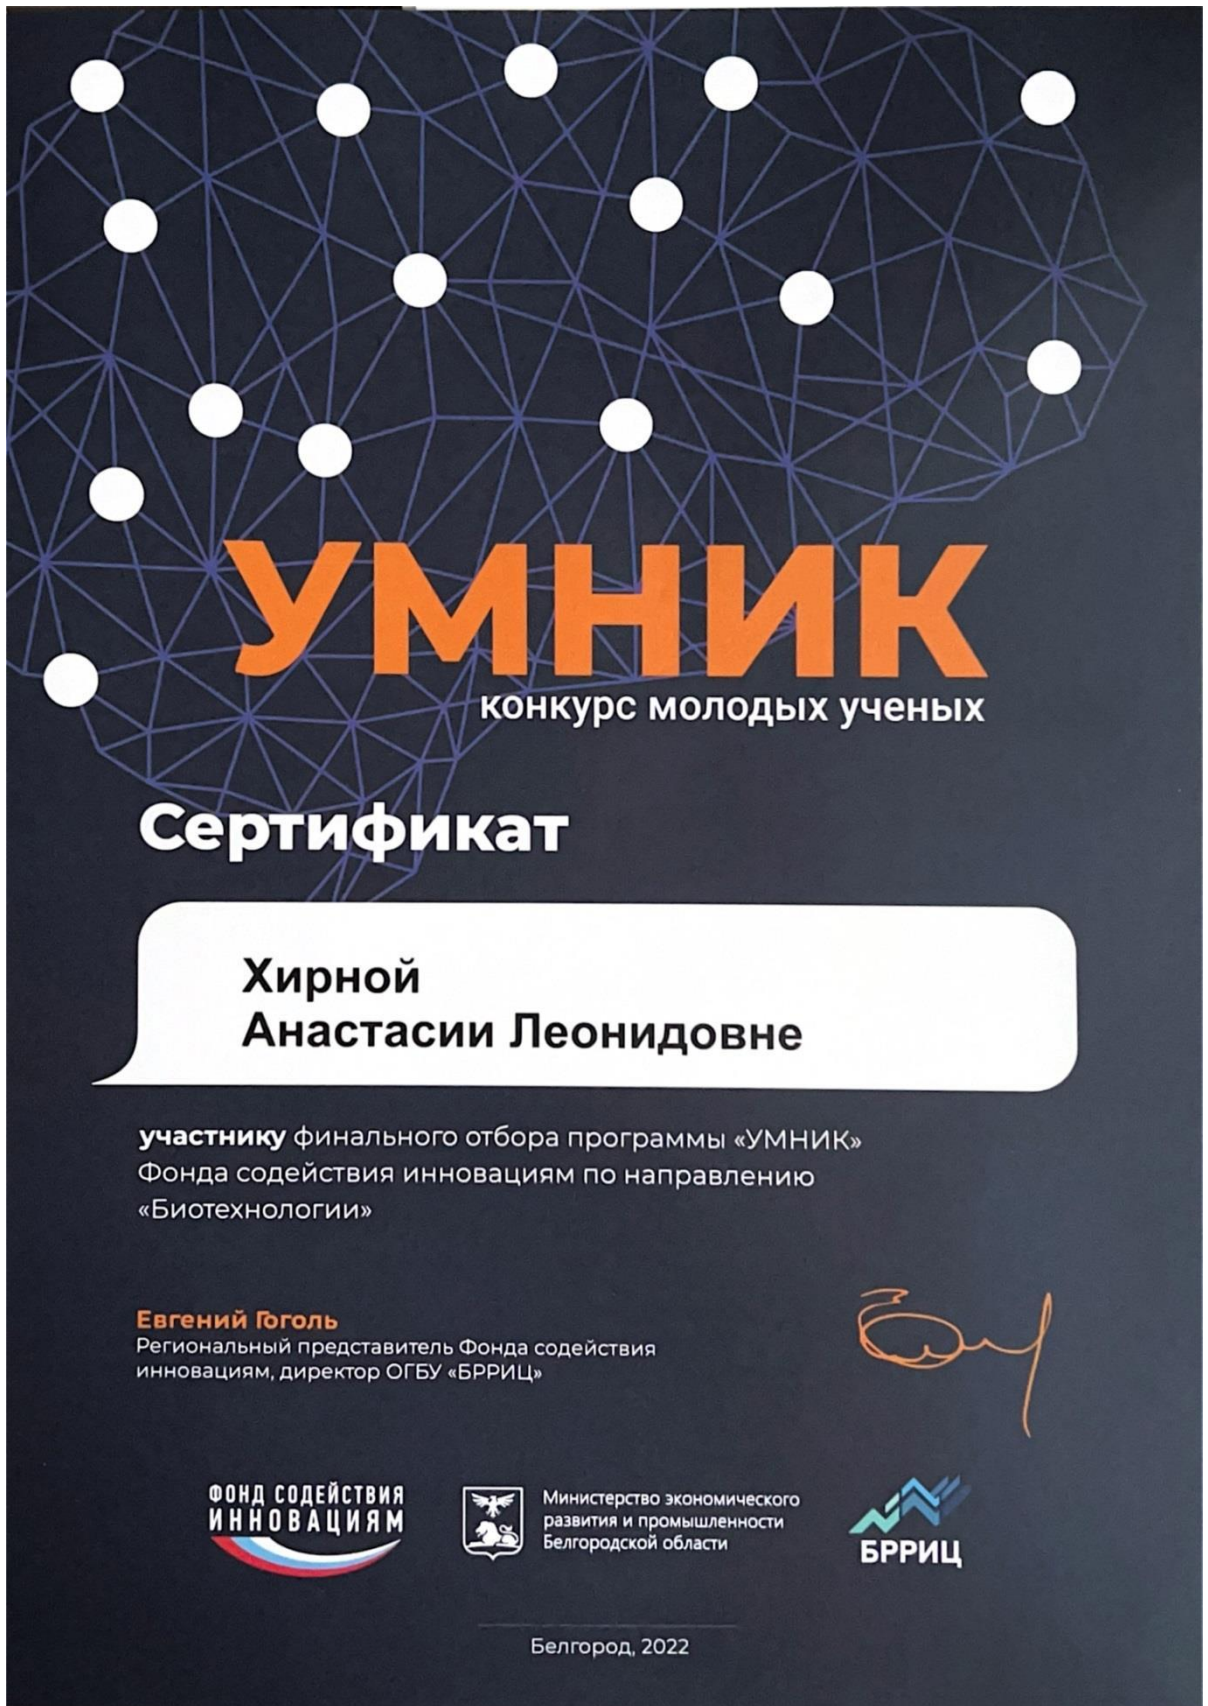 УМНИК
конкурс молодых ученых
Сертификат
Хирной
Анастасии Леонидовне
участнику финального отбора программы «УМНИК»
Фонда содействия инновациям по направлению
«Биотехнологии»
Евгений Гоголь
Региональный представитель Фонда содействия
инновациям, директор ОГБУ «БРРИЦ»
ФОНД СОДЕЙСТВИЯ
ИННОВАЦИЯМ
Министерство экономического
развития и промышленности
Белгородской области
БРРИЦ
Белгород, 2022